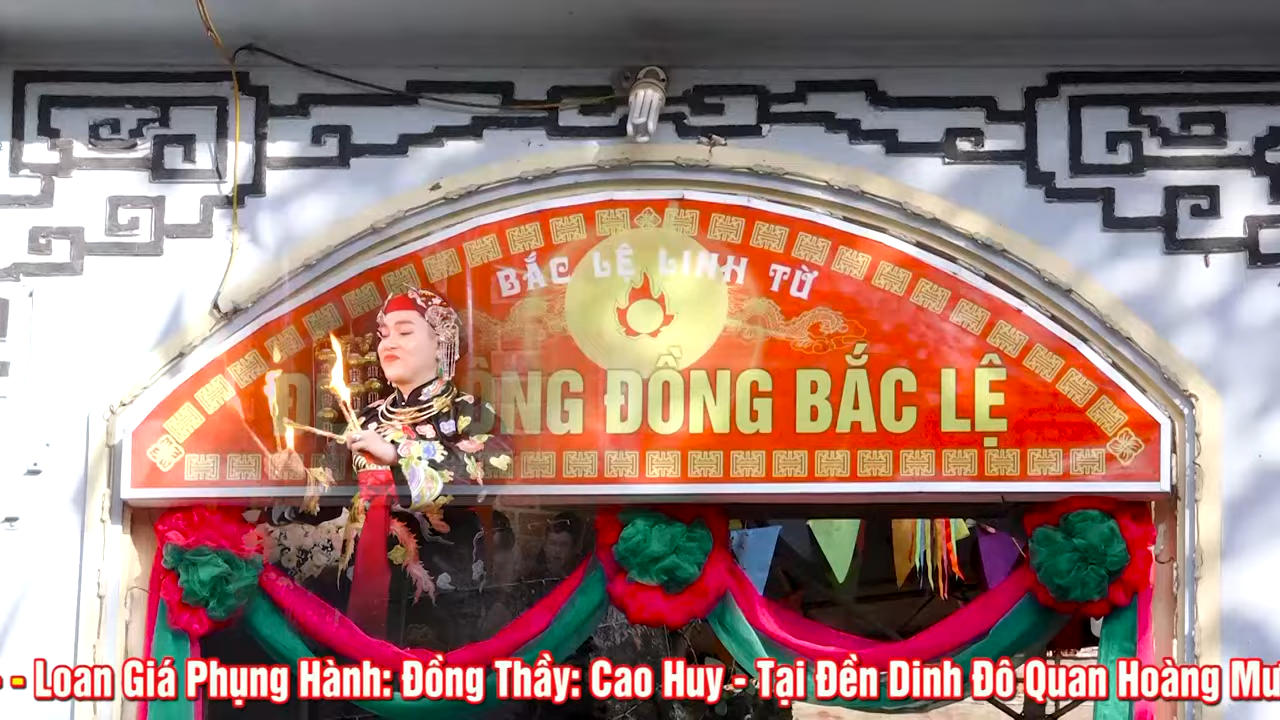 BẮC LỆ LINH TỪ
ĐỒNG BẮC LỆ
- Loan Giá Phụng Hành: Đồng Thầy: Cao Huy - Tại Đền Dinh Đô Quan Hoàng